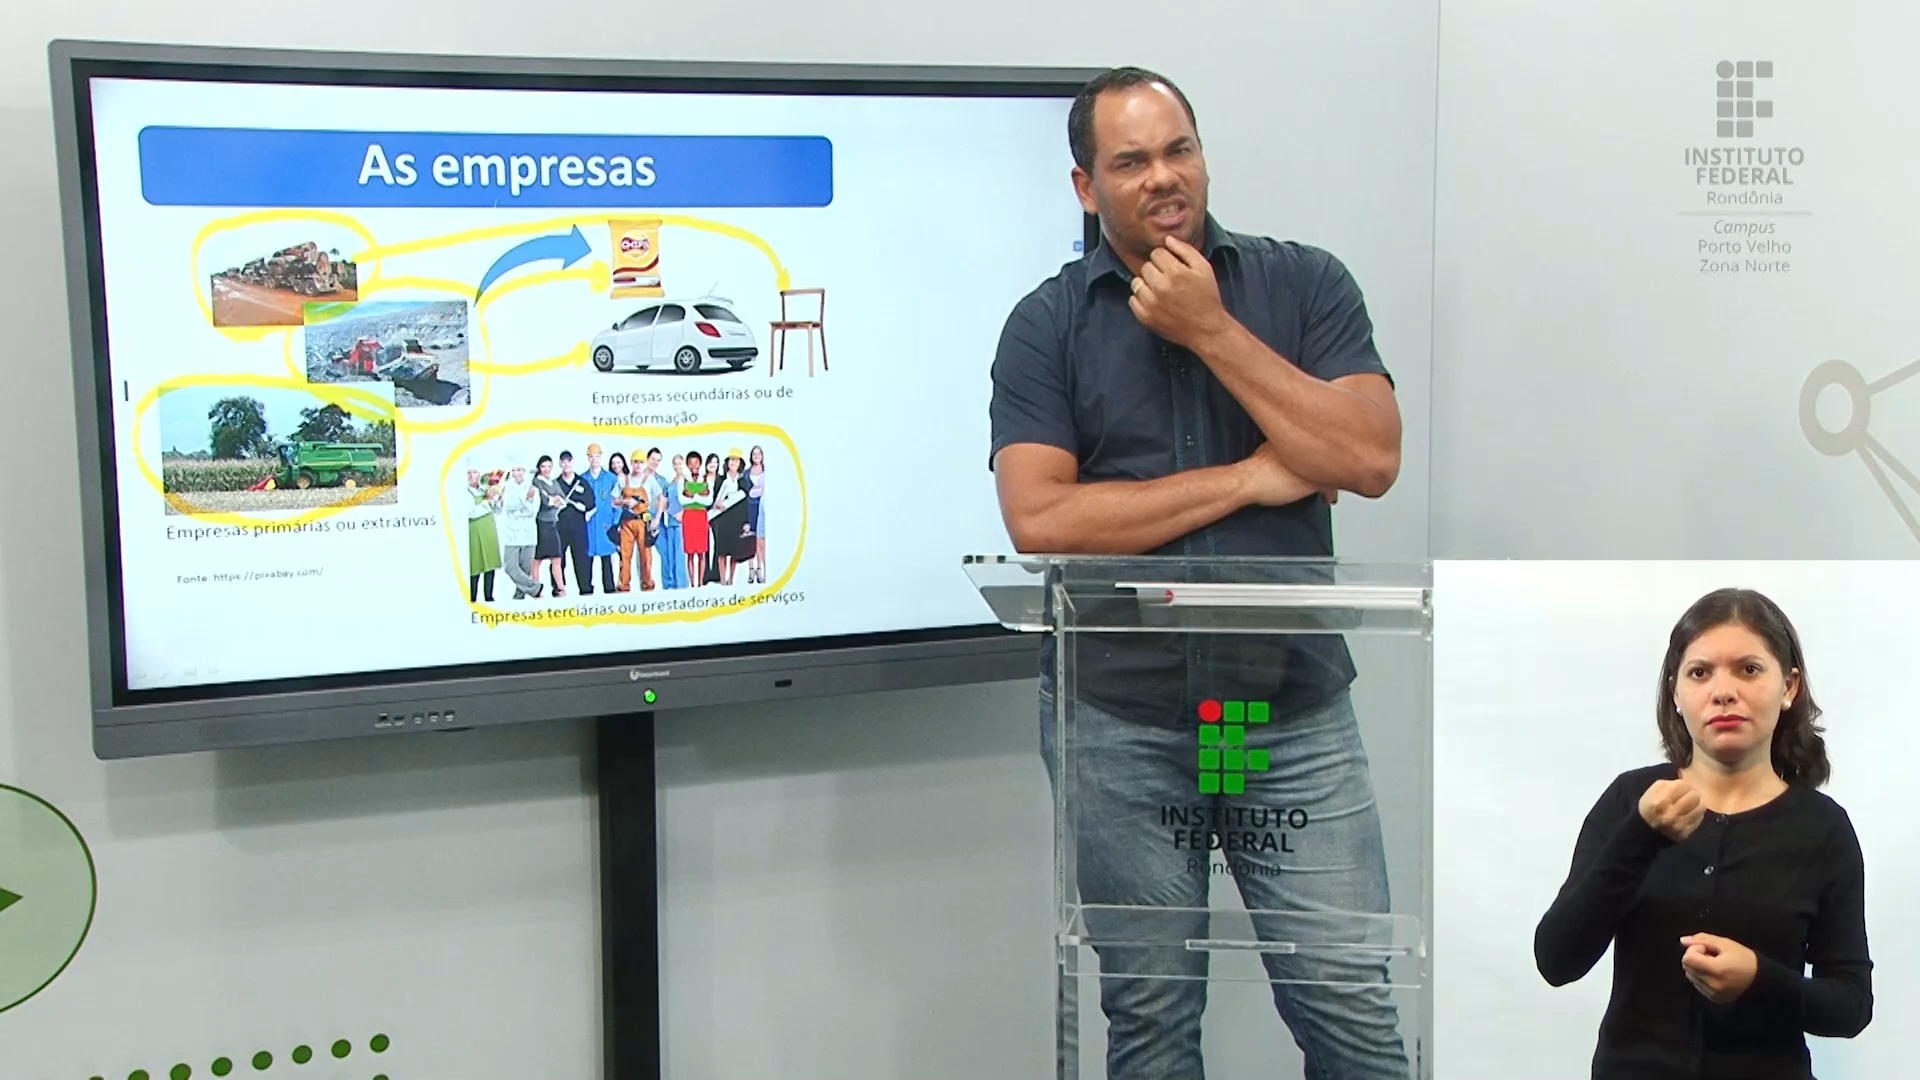 As empresas
CHIPS
Empresas secundárias ou de
transformação
Empresas primárias ou extrativas
Fonte: https://pixabay.com/
Empresas terciárias ou prestadoras de serviços
INSTITUTO
FEDERAL
Rondônia
Campus
Porto Velho
Zona Norte
INSTITUTO
FEDERAL
Rondônia